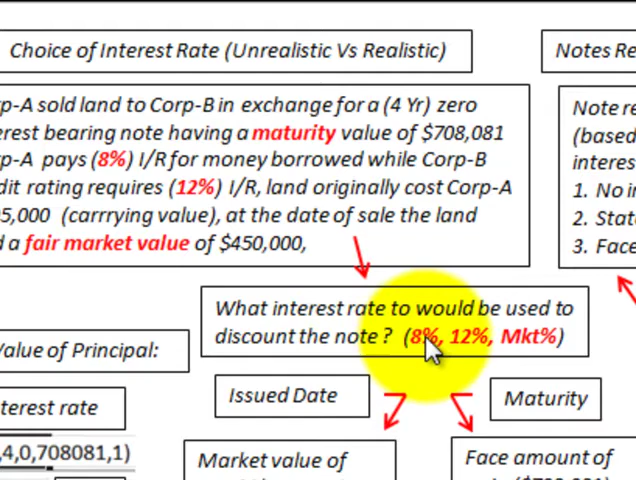 Choice of Interest Rate (Unrealistic Vs Realistic)
Notes Re
rp-A sold land to Corp-B in exchange for a (4 Yr) zero
erest bearing note having a maturity value of $708,081
rp-A pays (8%) I/R for money borrowed while Corp-B
dit rating requires (12%) I/R, land originally cost Corp-A
5,000 (carrrying value), at the date of sale the land
d a fair market value of $450,000,
Note re
(based
interes
1. No in
2. Stat
3. Face
What interest rate to would be used to
discount the note ? (8%, 12%, Mkt%)
Value of Principal:
Issued Date
Maturity
terest rate
,4,0,708081,1)
Market value of
Face amount of